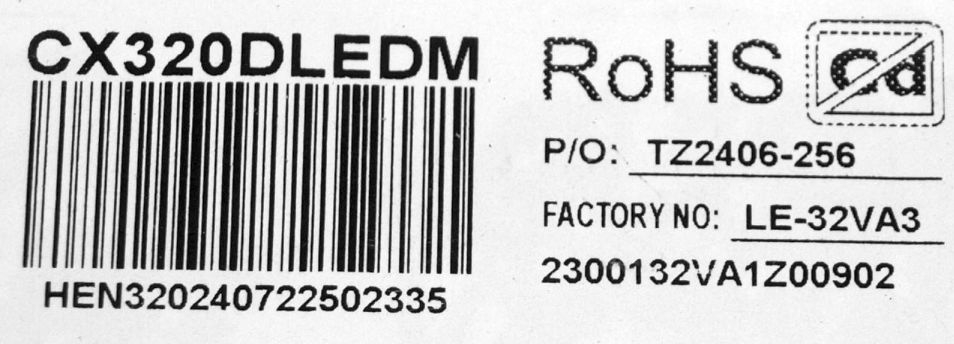 CX320DLEDM
HEN320240722502335
RoHS Cd
P/O: TZ2406-256
FACTORY NO: LE-32VA3
2300132VA1Z00902